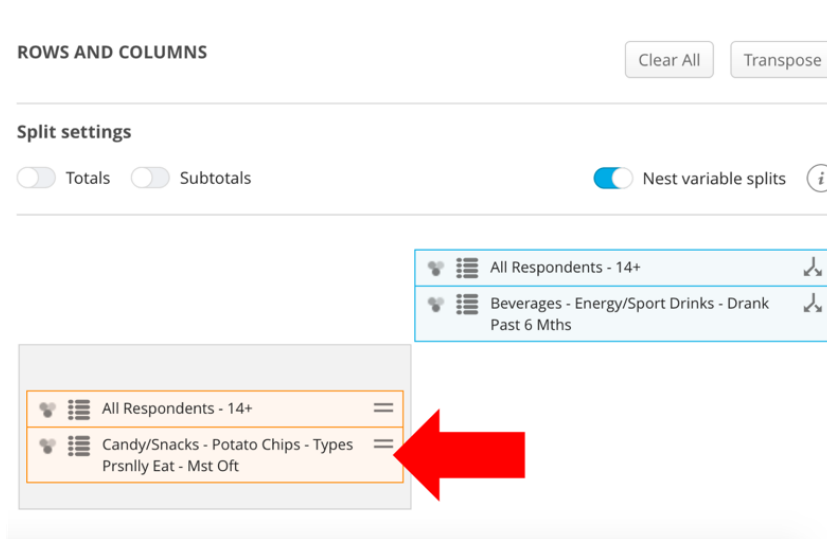 ROWS AND COLUMNS
Clear All
Transpose
Split settings
Totals
Subtotals
Nest variable splits
i
All Respondents - 14+
Beverages - Energy/Sport Drinks - Drank
Past 6 Mths
All Respondents - 14+
Candy/Snacks - Potato Chips - Types
Prsnlly Eat - Mst Oft